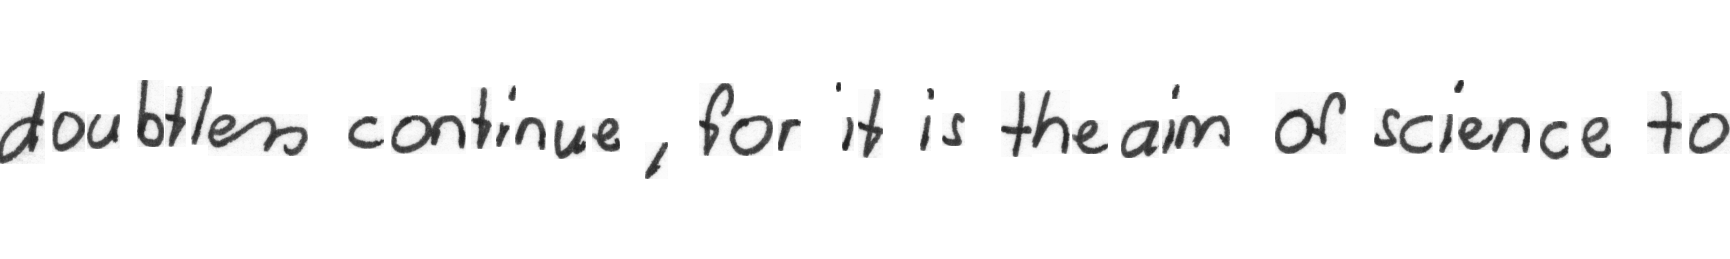 doubtless continue, for it is the aim of science to